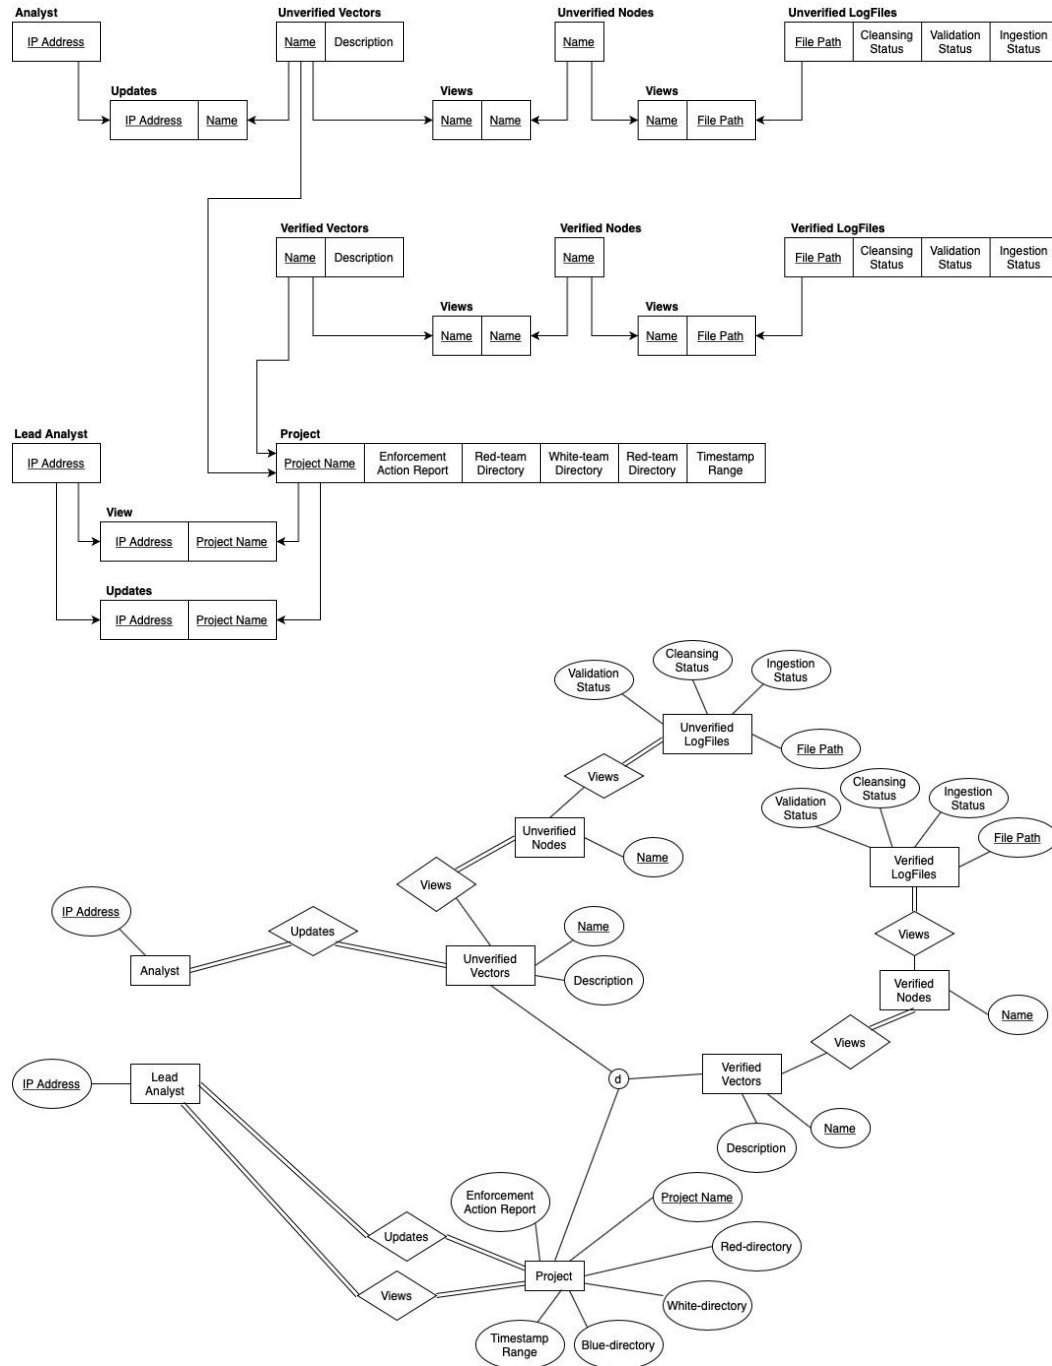 Analyst
Unverified Vectors
Unverified Nodes
Unverified LogFiles
IP Address
Name
Description
Name
File Path
Cleansing
Status
Validation
Status
Ingestion
Status
Updates
Views
Views
IP Address
Name
Name
Name
Name
File Path
Verified Vectors
Verified Nodes
Verified LogFiles
Name
Description
Name
File Path
Cleansing
Status
Validation
Status
Ingestion
Status
Views
Views
Name
Name
Name
File Path
Lead Analyst
Project
IP Address
Project Name
Enforcement
Action Report
Red-team
Directory
White-team
Directory
Red-team
Directory
Timestamp
Range
View
IP Address
Project Name
Updates
IP Address
Project Name
Cleansing
Status
Validation
Status
Ingestion
Status
Unverified
LogFiles
File Path
Views
Cleansing
Status
Ingestion
Status
Validation
Status
File Path
Unverified
Nodes
Name
Verified
LogFiles
Views
IP Address
Updates
Name
Views
Analyst
Unverified
Vectors
Description
Verified
Nodes
Name
Views
IP Address
Lead
Analyst
d
Verified
Vectors
Name
Description
Enforcement
Action Report
Project Name
Updates
Red-directory
Project
Views
White-directory
Timestamp
Range
Blue-directory